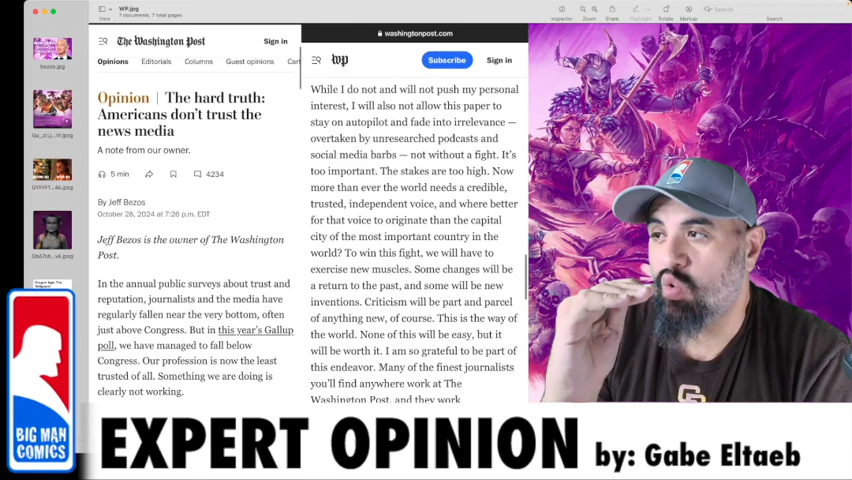 WP.jpg
7 documents, 7 total pages
View
Inspector
Zoom
Share
Highlight
Rotate
Markup
Search
Search
bezos.jpg
The Washington Post
Sign in
Opinions
Editorials
Columns
Guest opinions
Opinion | The hard truth:
Americans don't trust the
news media
A note from our owner.
5 min
4234
By Jeff Bezos
October 28, 2024 at 7:26 p.m. EDT
Jeff Bezos is the owner of The Washington
Post.
In the annual public surveys about trust and
reputation, journalists and the media have
regularly fallen near the very bottom, often
just above Congress. But in this year's Gallup
poll, we have managed to fall below
Congress. Our profession is now the least
trusted of all. Something we are doing is
clearly not working.
washingtonpost.com
wp
Subscribe
Sign in
While I do not and will not push my personal
interest, I will also not allow this paper to
stay on autopilot and fade into irrelevance —
overtaken by unresearched podcasts and
social media barbs — not without a fight. It's
too important. The stakes are too high. Now
more than ever the world needs a credible,
trusted, independent voice, and where better
for that voice to originate than the capital
city of the most important country in the
world? To win this fight, we will have to
exercise new muscles. Some changes will be
a return to the past, and some will be new
inventions. Criticism will be part and parcel
of anything new, of course. This is the way of
the world. None of this will be easy, but it
will be worth it. I am so grateful to be part of
this endeavor. Many of the finest journalists
you'll find anywhere work at The
Washington Post, and they work
BIG MAN
COMICS
EXPERT OPINION by: Gabe Eltaeb